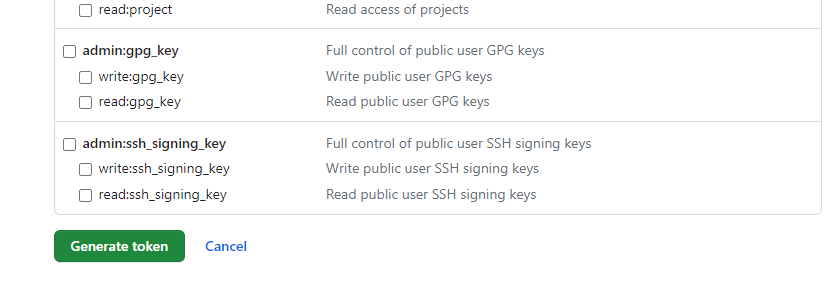 read:project Read access of projects
admin:gpg_key Full control of public user GPG keys
write:gpg_key Write public user GPG keys
read:gpg_key Read public user GPG keys
admin:ssh_signing_key Full control of public user SSH signing keys
write:ssh_signing_key Write public user SSH signing keys
read:ssh_signing_key Read public user SSH signing keys
Generate token Cancel